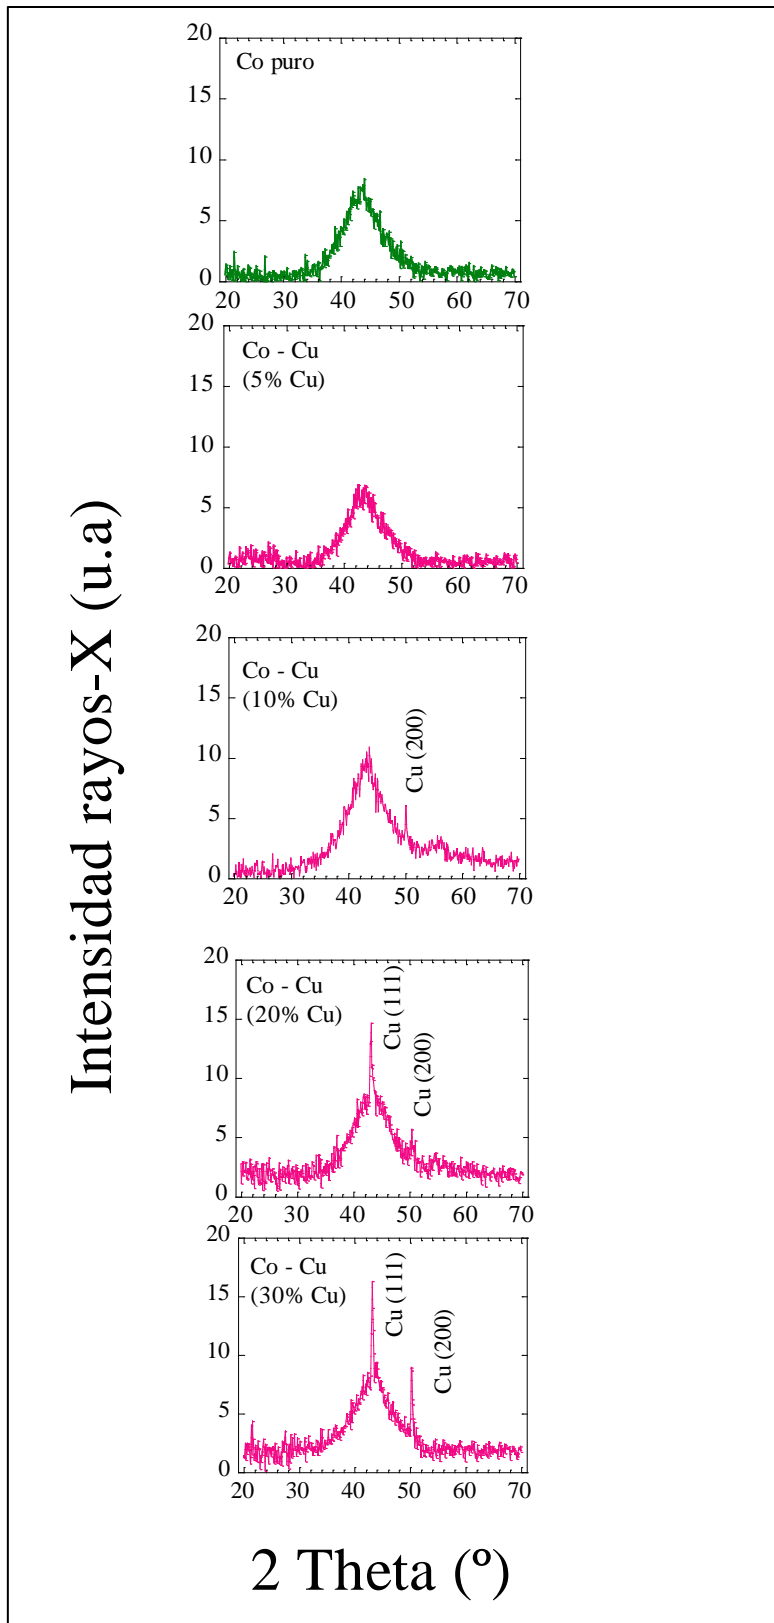 Intensidad rayos-X (u.a)
20
Co puro
15
10
5
0
20 30 40 50 60 70
20
Co - Cu
(5% Cu)
15
10
5
0
20 30 40 50 60 70
20
Co - Cu
(10% Cu)
15
Cu (200)
10
5
0
20 30 40 50 60 70
20
Co - Cu
(20% Cu)
Cu (111)
15
Cu (200)
10
5
0
20 30 40 50 60 70
20
Co - Cu
(30% Cu)
Cu (111)
15
Cu (200)
10
5
0
20 30 40 50 60 70
2 Theta (º)